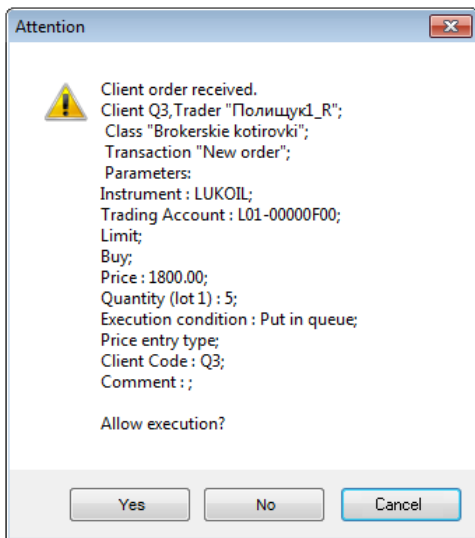 Attention
Client order received.
Client Q3,Trader "Полищук1_R";
Class "Brokerskie kotirovki";
Transaction "New order";
Parameters:
Instrument : LUKOIL;
Trading Account : L01-00000F00;
Limit;
Buy;
Price : 1800.00;
Quantity (lot 1) : 5;
Execution condition : Put in queue;
Price entry type;
Client Code : Q3;
Comment : ;
Allow execution?
Yes No Cancel